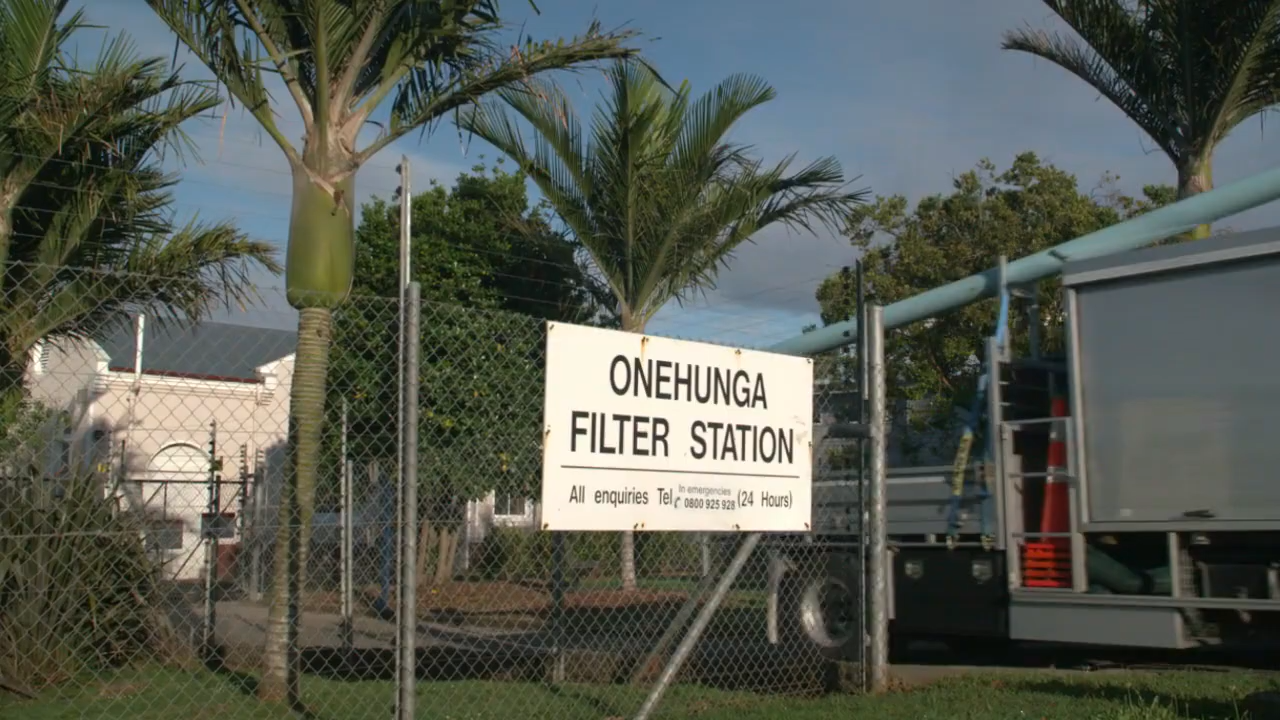 ONEHUNGA
FILTER STATION
In emergencies
All enquiries Tel 0800 925 928 (24 Hours)